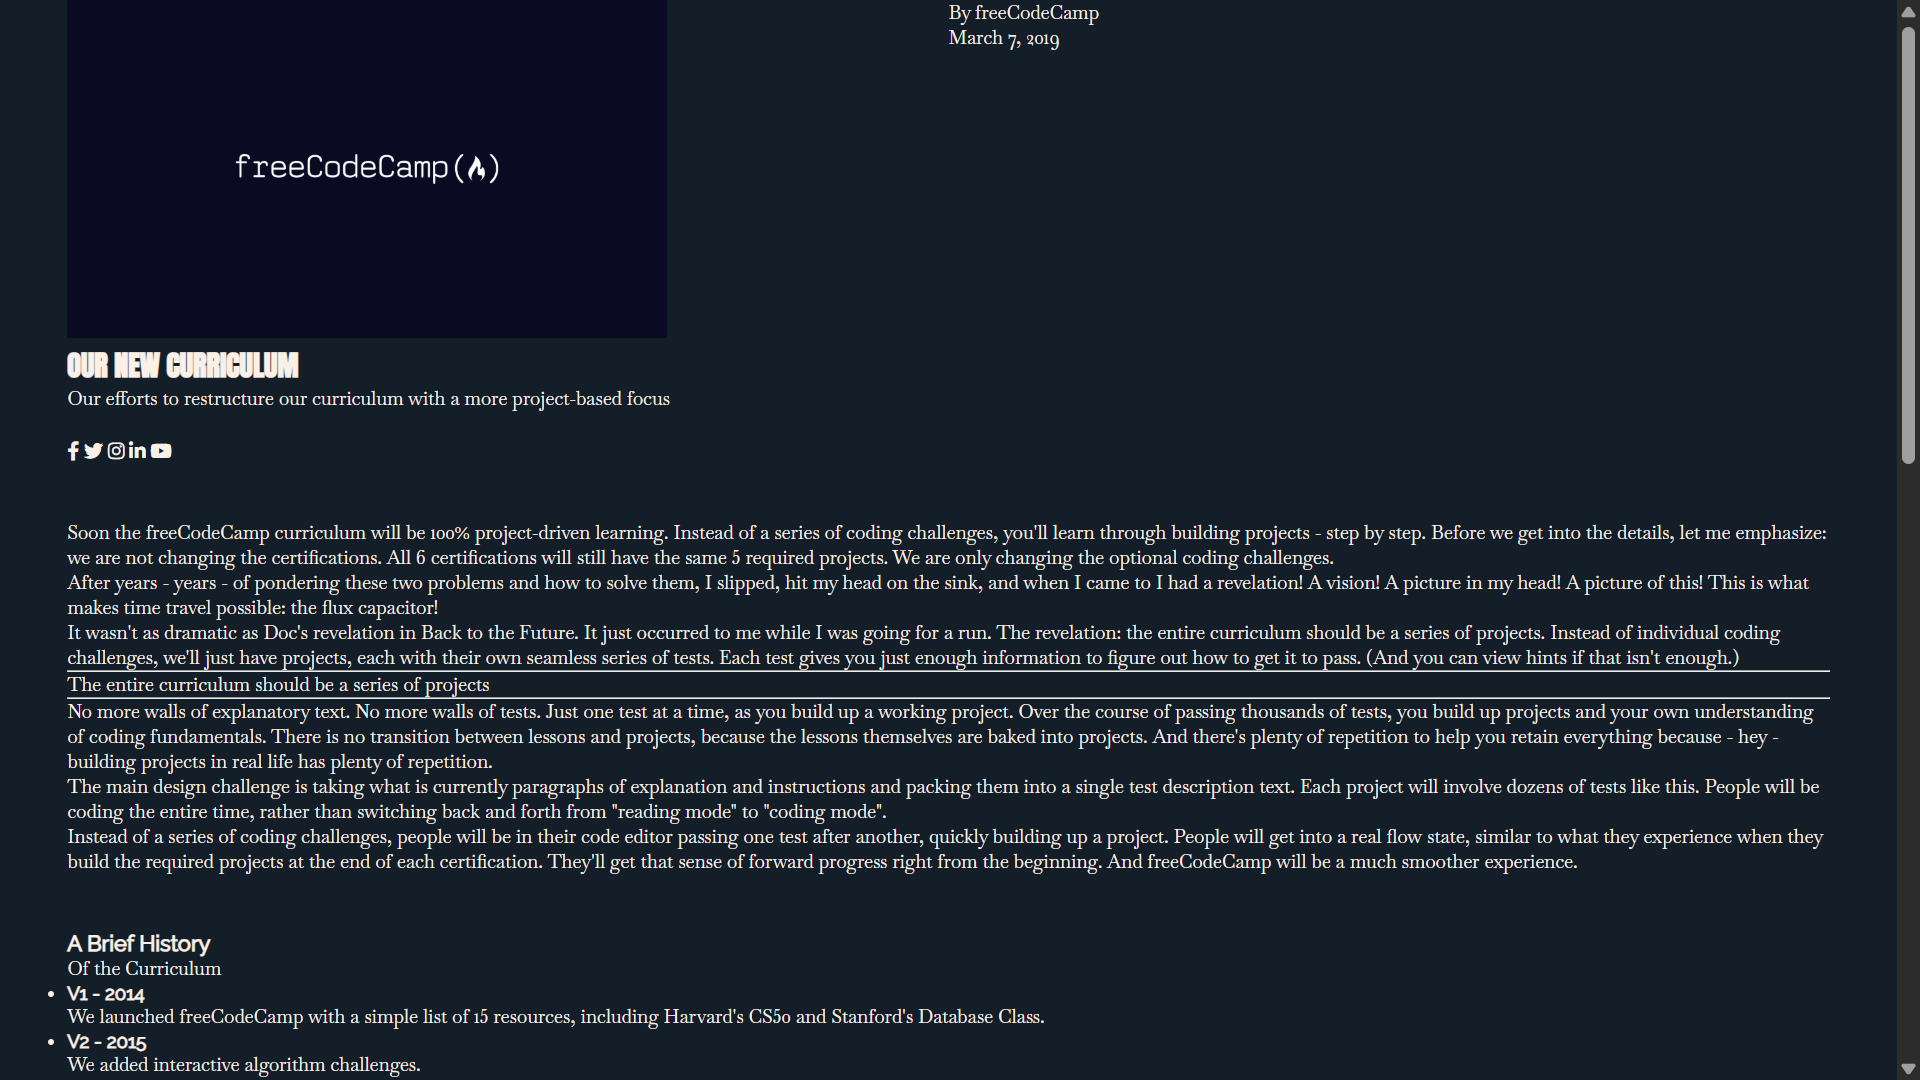 freeCodeCamp
By freeCodeCamp
March 7, 2019
OUR NEW CURRICULUM
Our efforts to restructure our curriculum with a more project-based focus
Soon the freeCodeCamp curriculum will be 100% project-driven learning. Instead of a series of coding challenges, you'll learn through building projects - step by step. Before we get into the details, let me emphasize:
we are not changing the certifications. All 6 certifications will still have the same 5 required projects. We are only changing the optional coding challenges.
After years - years - of pondering these two problems and how to solve them, I slipped, hit my head on the sink, and when I came to I had a revelation! A vision! A picture in my head! A picture of this! This is what
makes time travel possible: the flux capacitor!
It wasn't as dramatic as Doc's revelation in Back to the Future. It just occurred to me while I was going for a run. The revelation: the entire curriculum should be a series of projects. Instead of individual coding
challenges, we'll just have projects, each with their own seamless series of tests. Each test gives you just enough information to figure out how to get it to pass. (And you can view hints if that isn't enough.)
The entire curriculum should be a series of projects
No more walls of explanatory text. No more walls of tests. Just one test at a time, as you build up a working project. Over the course of passing thousands of tests, you build up projects and your own understanding
of coding fundamentals. There is no transition between lessons and projects, because the lessons themselves are baked into projects. And there's plenty of repetition to help you retain everything because - hey -
building projects in real life has plenty of repetition.
The main design challenge is taking what is currently paragraphs of explanation and instructions and packing them into a single test description text. Each project will involve dozens of tests like this. People will be
coding the entire time, rather than switching back and forth from "reading mode" to "coding mode".
Instead of a series of coding challenges, people will be in their code editor passing one test after another, quickly building up a project. People will get into a real flow state, similar to what they experience when they
build the required projects at the end of each certification. They'll get that sense of forward progress right from the beginning. And freeCodeCamp will be a much smoother experience.
A Brief History
Of the Curriculum
• V1 - 2014
We launched freeCodeCamp with a simple list of 15 resources, including Harvard's CS50 and Stanford's Database Class.
• V2 - 2015
We added interactive algorithm challenges.